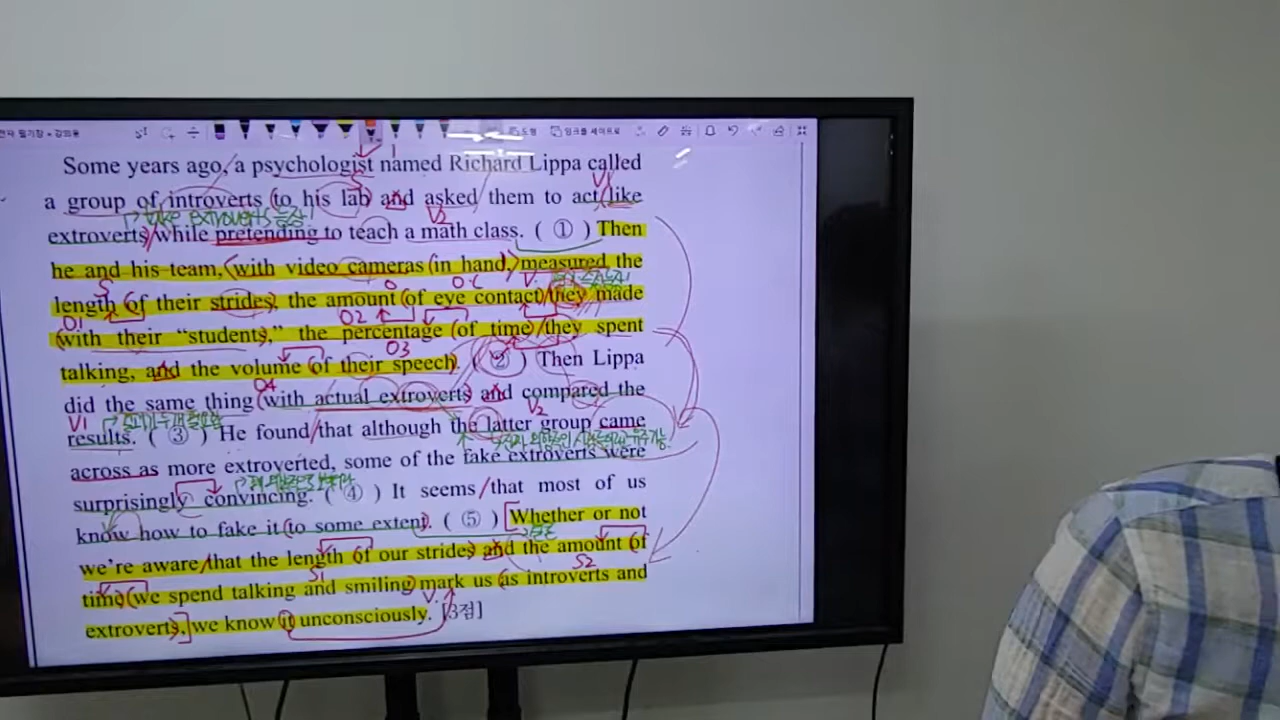 Some years ago, a psychologist named Richard Lippa called
a group of introverts to his lab and asked them to act like
extroverts while pretending to teach a math class. ( ① ) Then
he and his team, with video cameras in hand, measured the
length of their strides, the amount of eye contact they made
with their “students,” the percentage of time they spent
talking, and the volume of their speech. ( ② ) Then Lippa
did the same thing with actual extroverts and compared the
results. ( ③ ) He found that although the latter group came
across as more extroverted, some of the fake extroverts were
surprisingly convincing. ( ④ ) It seems that most of us
know how to fake it to some extent. ( ⑤ ) Whether or not
we’re aware that the length of our strides and the amount of
time we spend talking and smiling mark us as introverts and
extroverts, we know it unconsciously. [3점]